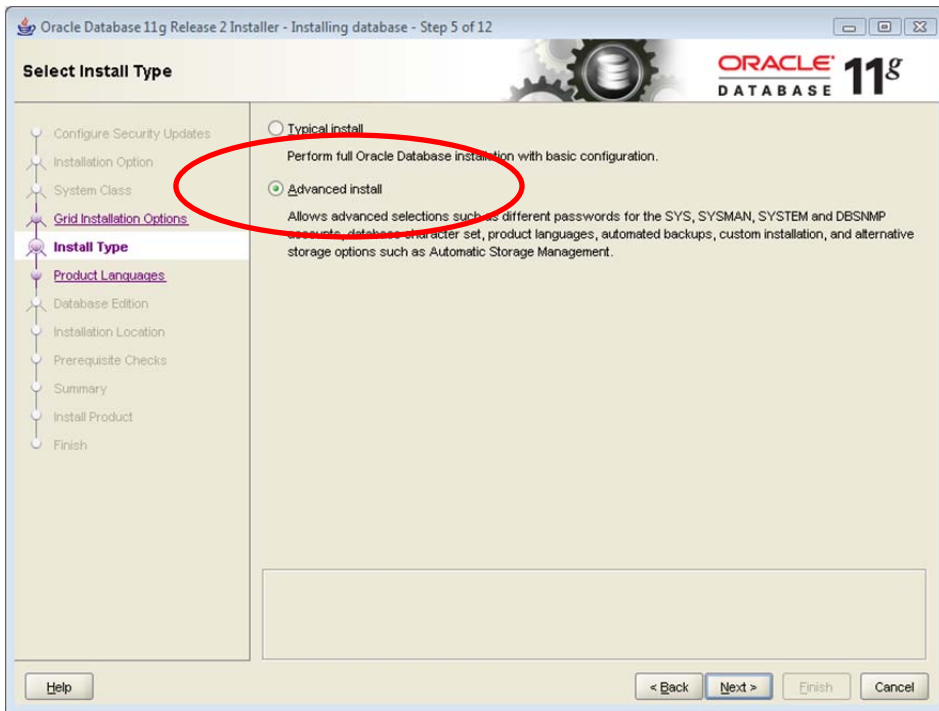 Oracle Database 11g Release 2 Installer - Installing database - Step 5 of 12
Select Install Type
ORACLE
DATABASE
11g
Configure Security Updates
Installation Option
System Class
Grid Installation Options
Install Type
Product Languages
Database Edition
Installation Location
Prerequisite Checks
Summary
Install Product
Finish
Typical install
Perform full Oracle Database installation with basic configuration.
Advanced install
Allows advanced selections such as different passwords for the SYS, SYSMAN, SYSTEM and DBSNMP
accounts, database character set, product languages, automated backups, custom installation, and alternative
storage options such as Automatic Storage Management.
Help
< Back
Next >
Finish
Cancel